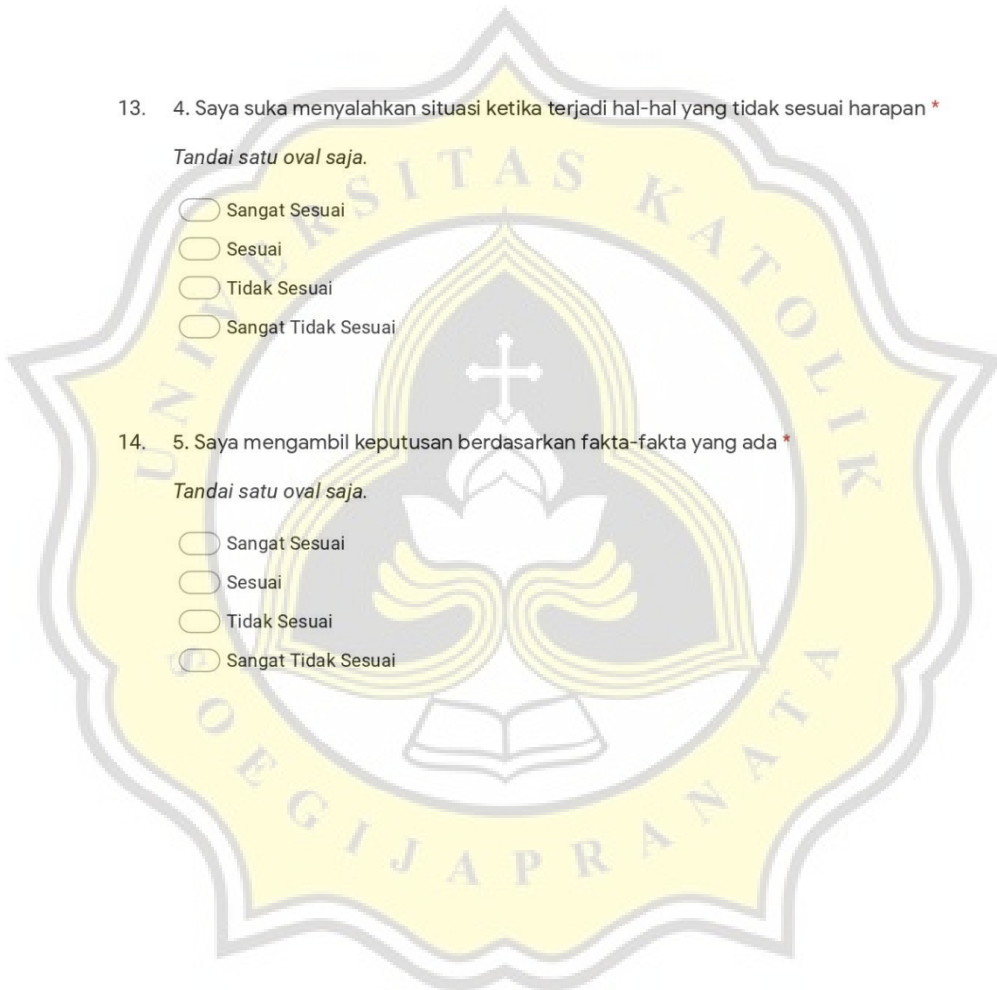 13. 4. Saya suka menyalahkan situasi ketika terjadi hal-hal yang tidak sesuai harapan *
Tandai satu oval saja.
Sangat Sesuai
Sesuai
Tidak Sesuai
Sangat Tidak Sesuai
14. 5. Saya mengambil keputusan berdasarkan fakta-fakta yang ada *
Tandai satu oval saja.
Sangat Sesuai
Sesuai
Tidak Sesuai
Sangat Tidak Sesuai
UNIVERSITAS KATOLIK
SOEGIJAPRANATA